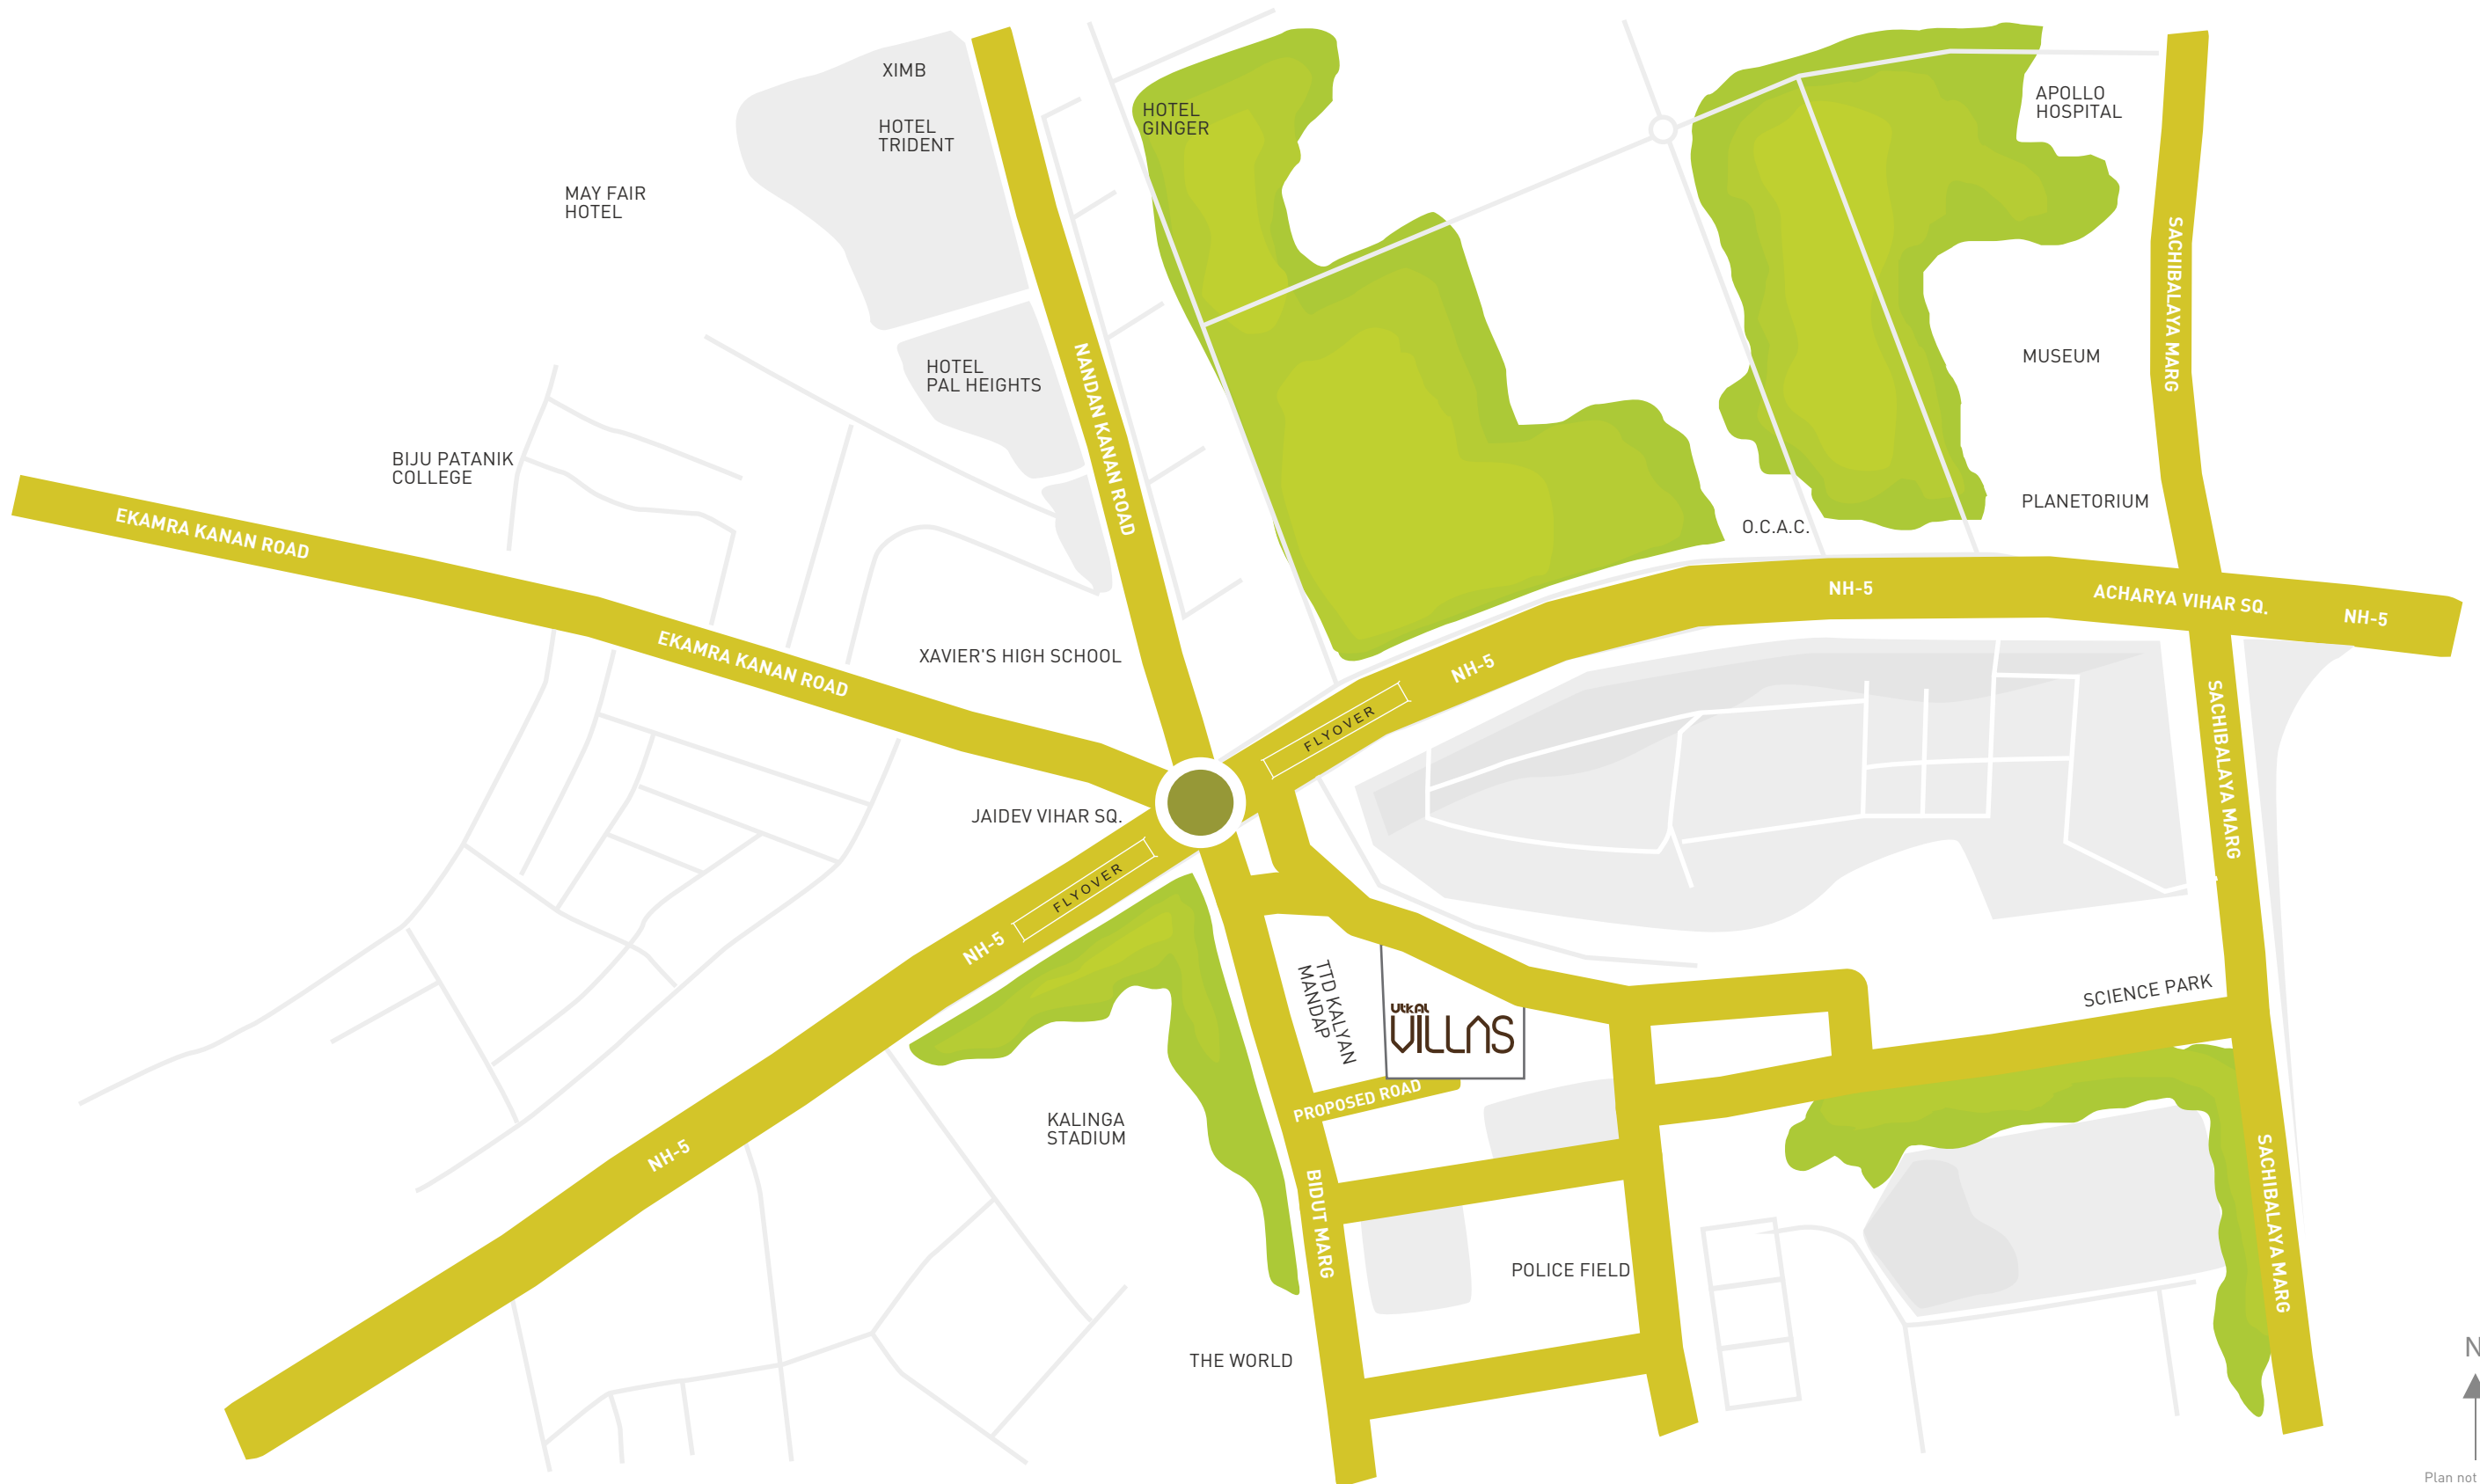 XIMB
HOTEL
TRIDENT
HOTEL
GINGER
APOLLO
HOSPITAL
MAY FAIR
HOTEL
SACHIBALAYA MARG
MUSEUM
HOTEL
PAL HEIGHTS
NANDAN KANAN ROAD
BIJU PATANIK
COLLEGE
PLANETORIUM
O.C.A.C.
EKAMRA KANAN ROAD
NH-5
ACHARYA VIHAR SQ.
NH-5
EKAMRA KANAN ROAD
XAVIER'S HIGH SCHOOL
NH-5
FLYOVER
SACHIBALAYA MARG
JAIDEV VIHAR SQ.
FLYOVER
NH-5
TTD KALYAN
MANDAP
UtkAL
VILLAS
SCIENCE PARK
PROPOSED ROAD
KALINGA
STADIUM
NH-5
BIDUT MARG
SACHIBALAYA MARG
POLICE FIELD
THE WORLD
N
Plan not